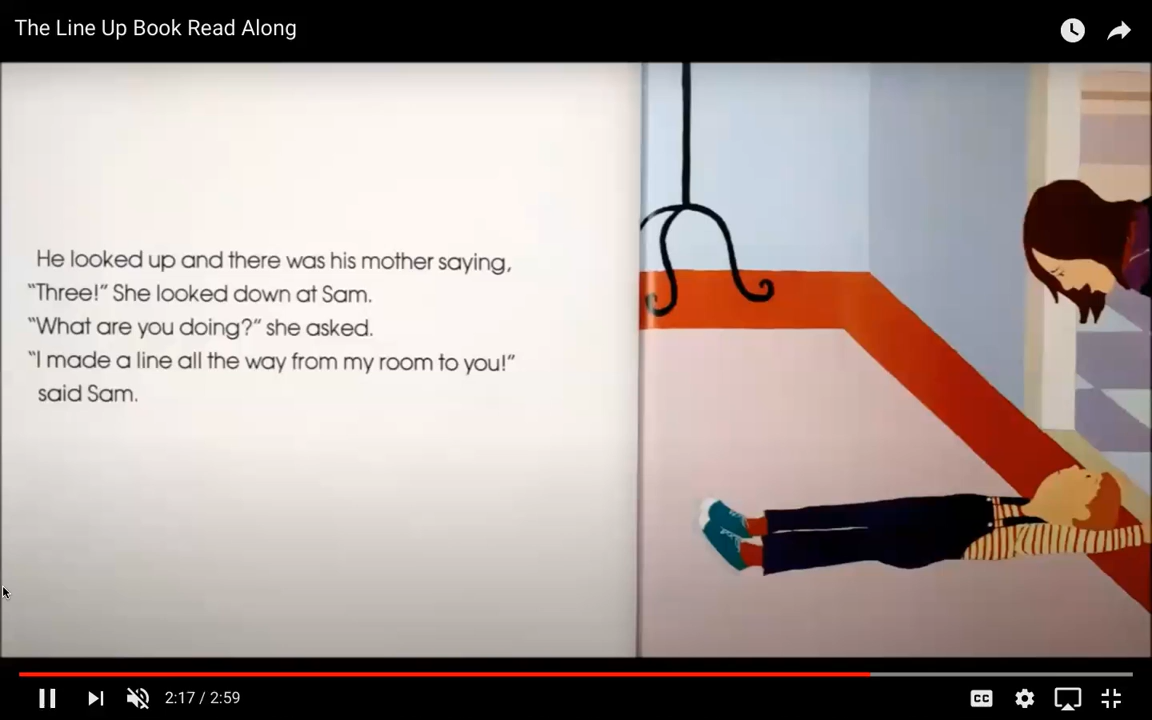 The Line Up Book Read Along
He looked up and there was his mother saying,
“Three!” She looked down at Sam.
“What are you doing?” she asked.
“I made a line all the way from my room to you!”
said Sam.
2:17 / 2:59
CC